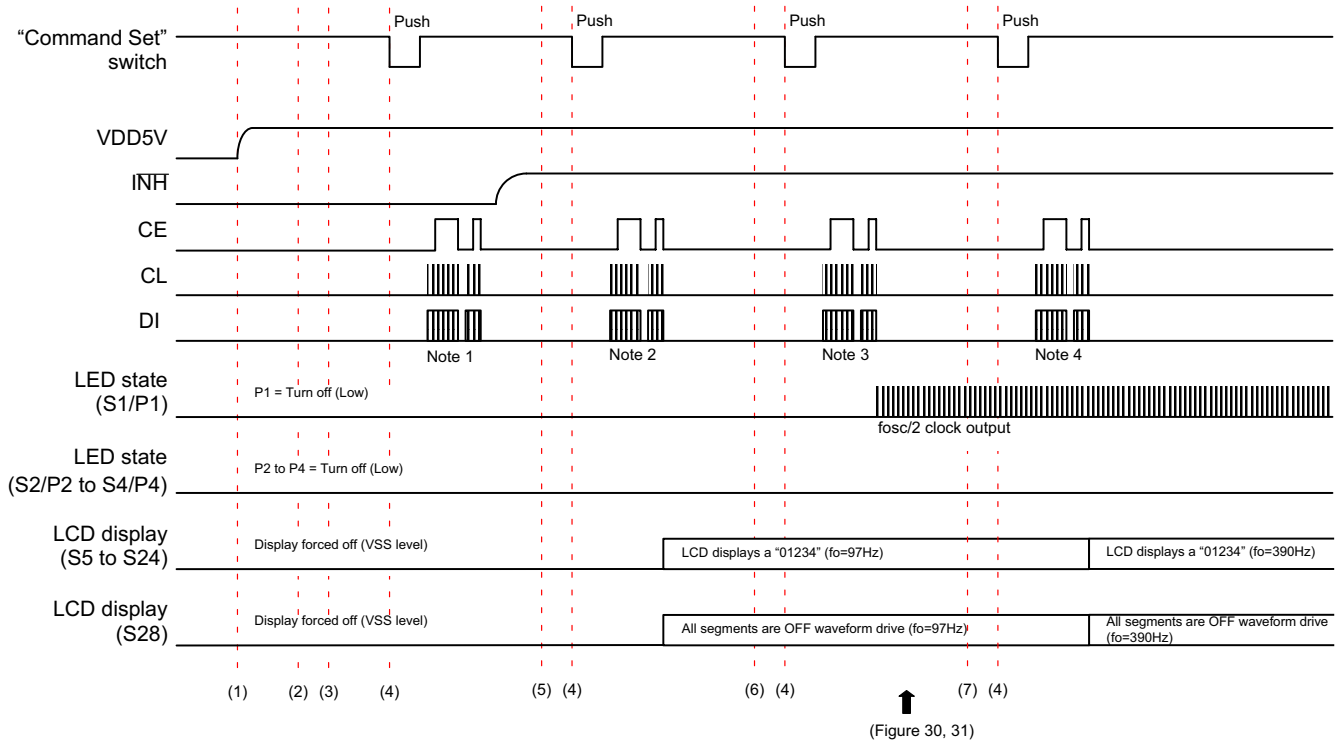 Push
Push
Push
Push
“Command Set”
switch
VDD5V
INH
CE
CL
DI
Note 1
Note 2
Note 3
Note 4
LED state
(S1/P1)
P1 = Turn off (Low)
fosc/2 clock output
LED state
(S2/P2 to S4/P4)
P2 to P4 = Turn off (Low)
LCD display
(S5 to S24)
Display forced off (VSS level)
LCD displays a “01234” (fo=97Hz)
LCD displays a “01234” (fo=390Hz)
LCD display
(S28)
Display forced off (VSS level)
All segments are OFF waveform drive (fo=97Hz)
All segments are OFF waveform drive
(fo=390Hz)
(1) (2) (3) (4) (5) (4) (6) (4) (7) (4)
(Figure 30, 31)